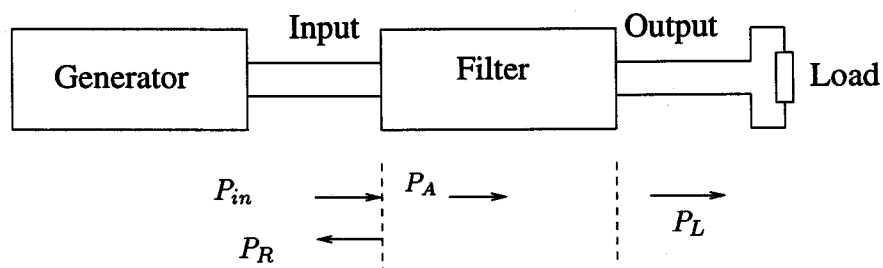 Input
Output
Generator
Filter
Load
P_in
P_A
P_L
P_R